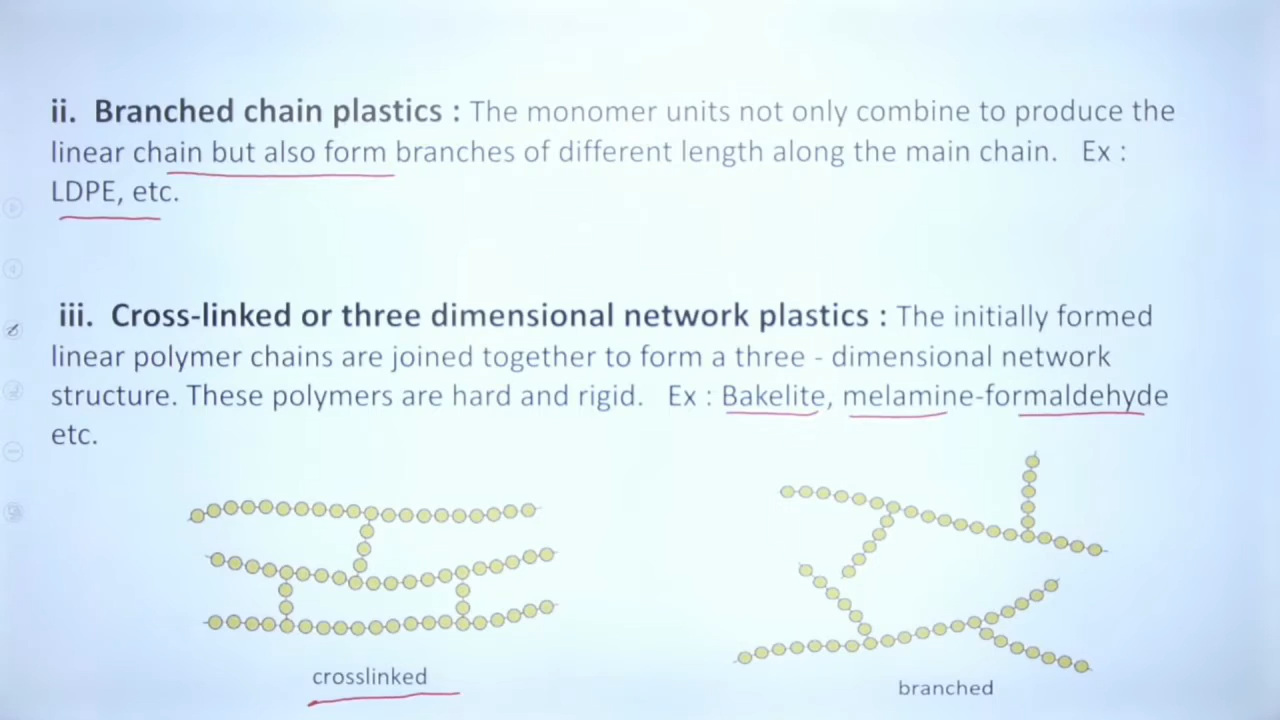 ii. Branched chain plastics : The monomer units not only combine to produce the
linear chain but also form branches of different length along the main chain. Ex :
LDPE, etc.
iii. Cross-linked or three dimensional network plastics : The initially formed
linear polymer chains are joined together to form a three - dimensional network
structure. These polymers are hard and rigid. Ex : Bakelite, melamine-formaldehyde
etc.
crosslinked
branched